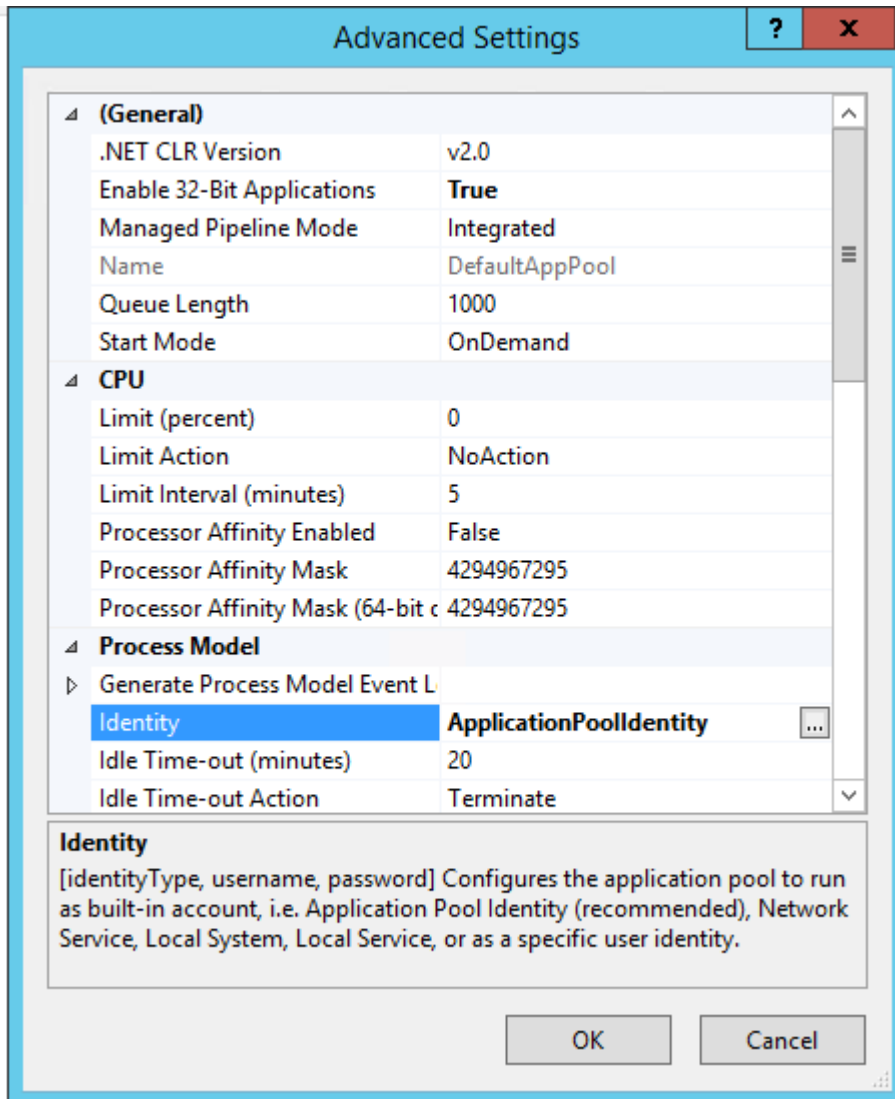 Advanced Settings
?
x
(General)
.NET CLR Version v2.0
Enable 32-Bit Applications True
Managed Pipeline Mode Integrated
Name DefaultAppPool
Queue Length 1000
Start Mode OnDemand
CPU
Limit (percent) 0
Limit Action NoAction
Limit Interval (minutes) 5
Processor Affinity Enabled False
Processor Affinity Mask 4294967295
Processor Affinity Mask (64-bit o 4294967295
Process Model
Generate Process Model Event L
Identity ApplicationPoolIdentity ...
Idle Time-out (minutes) 20
Idle Time-out Action Terminate
Identity
[identityType, username, password] Configures the application pool to run
as built-in account, i.e. Application Pool Identity (recommended), Network
Service, Local System, Local Service, or as a specific user identity.
OK Cancel